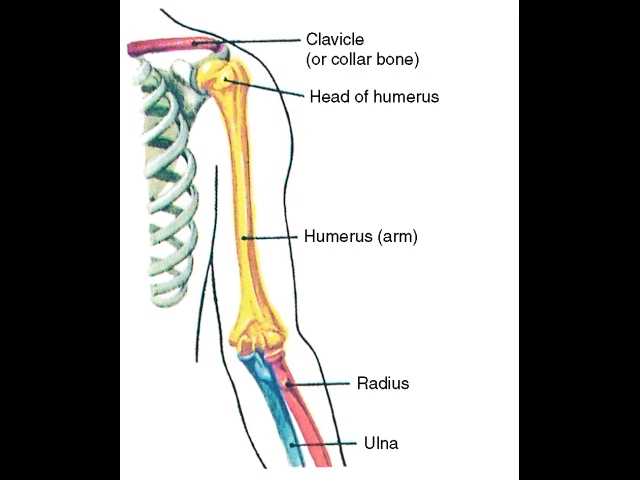 Clavicle
(or collar bone)
Head of humerus
Humerus (arm)
Radius
Ulna